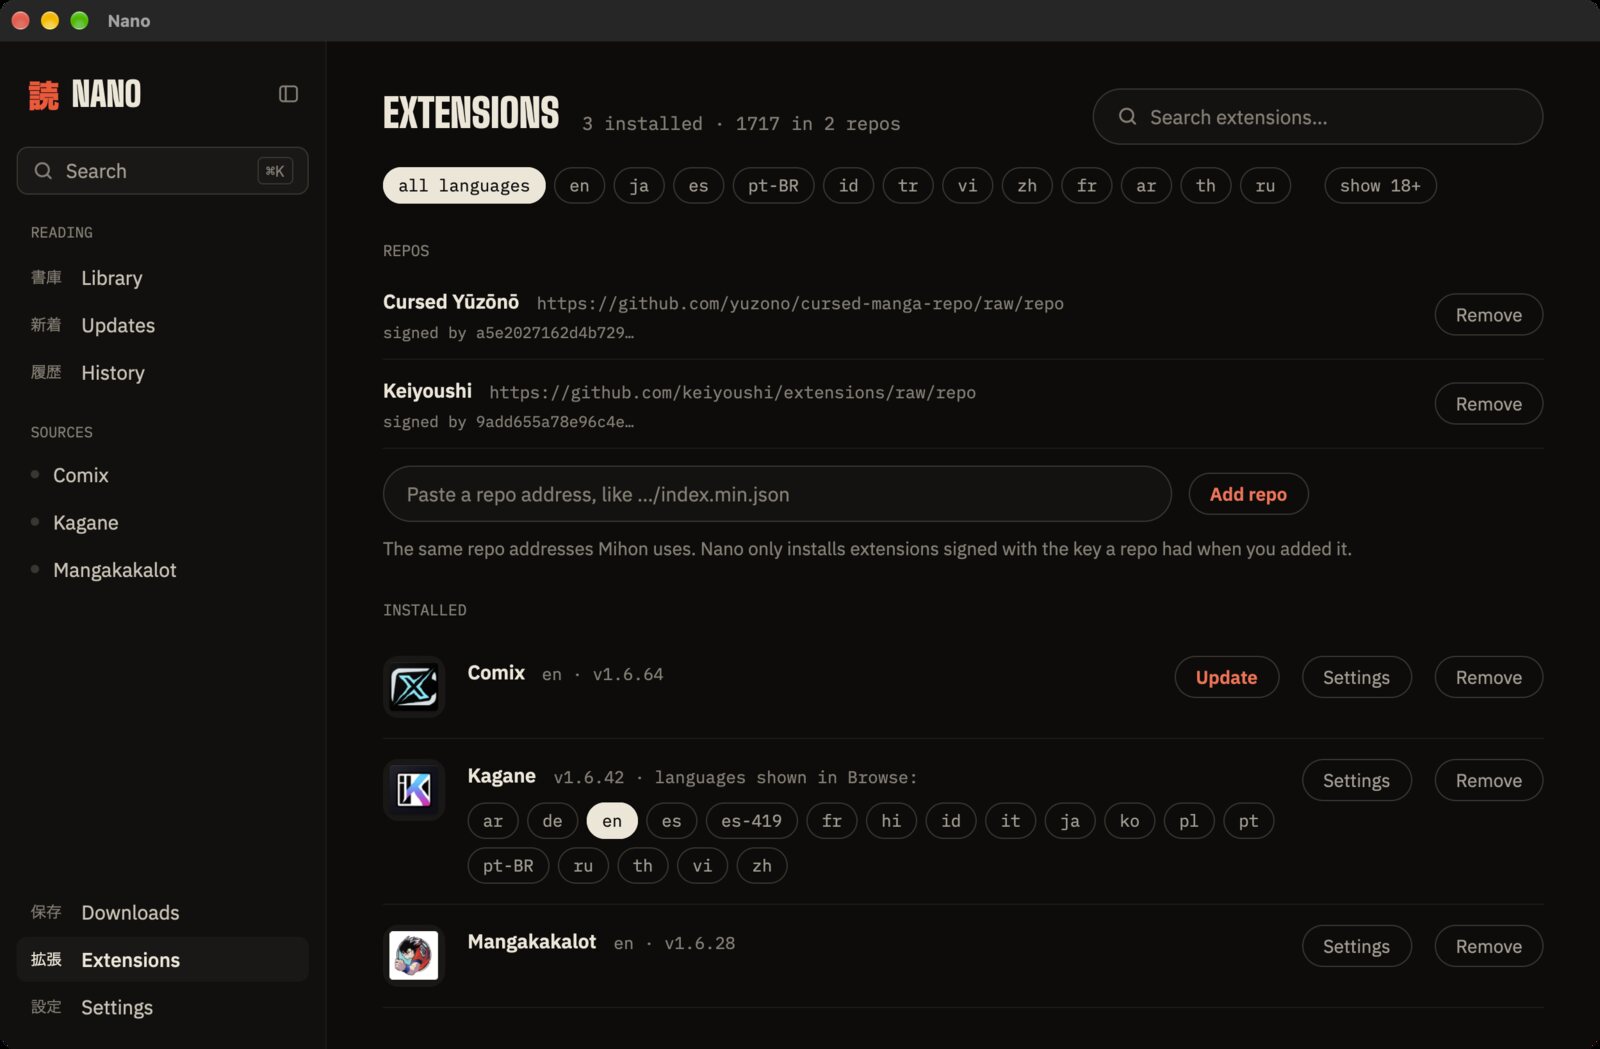 Nano
読 NANO
Search ⌘K
READING
書庫 Library
新着 Updates
履歴 History
SOURCES
Comix
Kagane
Mangakakalot
保存 Downloads
拡張 Extensions
設定 Settings
EXTENSIONS 3 installed · 1717 in 2 repos
Search extensions...
all languages en ja es pt-BR id tr vi zh fr ar th ru show 18+
REPOS
Cursed Yūzōnō https://github.com/yuzono/cursed-manga-repo/raw/repo
signed by a5e2027162d4b729…
Remove
Keiyoushi https://github.com/keiyoushi/extensions/raw/repo
signed by 9add655a78e96c4e…
Remove
Paste a repo address, like .../index.min.json
Add repo
The same repo addresses Mihon uses. Nano only installs extensions signed with the key a repo had when you added it.
INSTALLED
Comix en · v1.6.64
Update Settings Remove
Kagane v1.6.42 · languages shown in Browse:
Settings Remove
ar de en es es-419 fr hi id it ja ko pl pt
pt-BR ru th vi zh
Mangakakalot en · v1.6.28
Settings Remove